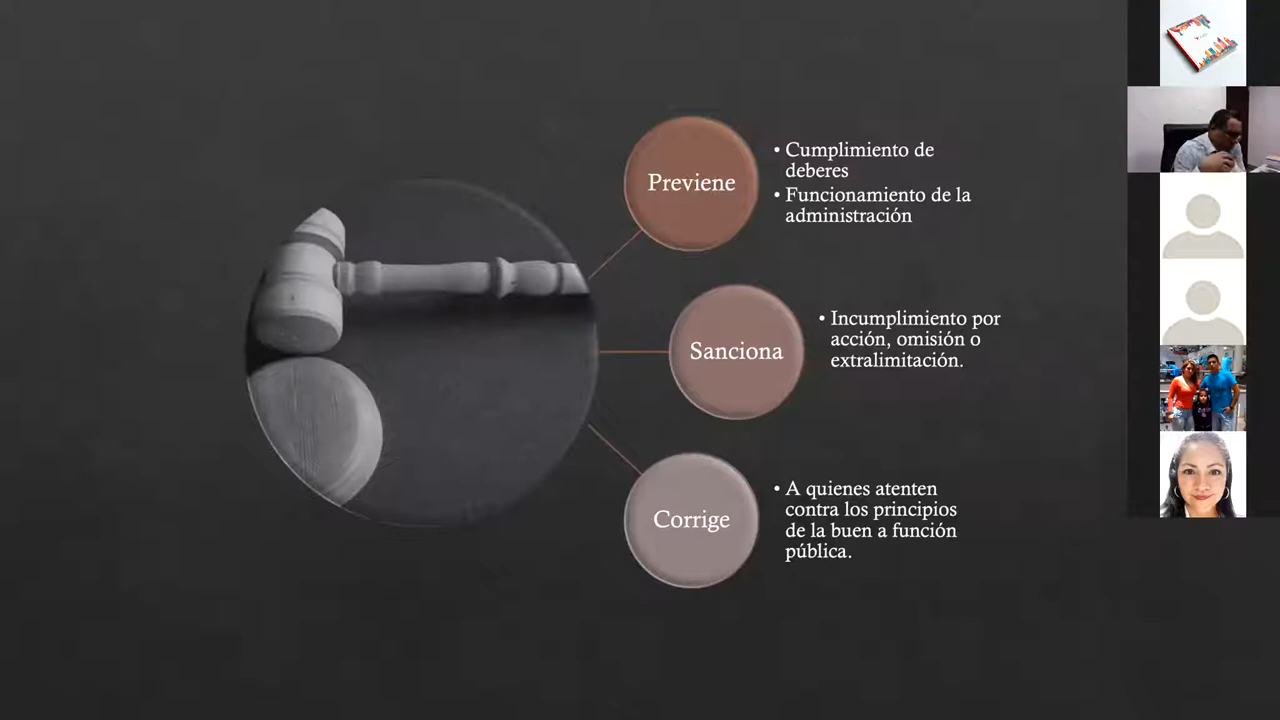 Previene
• Cumplimiento de
deberes
• Funcionamiento de la
administración
Sanciona
• Incumplimiento por
acción, omisión o
extralimitación.
Corrige
• A quienes atenten
contra los principios
de la buen a función
pública.